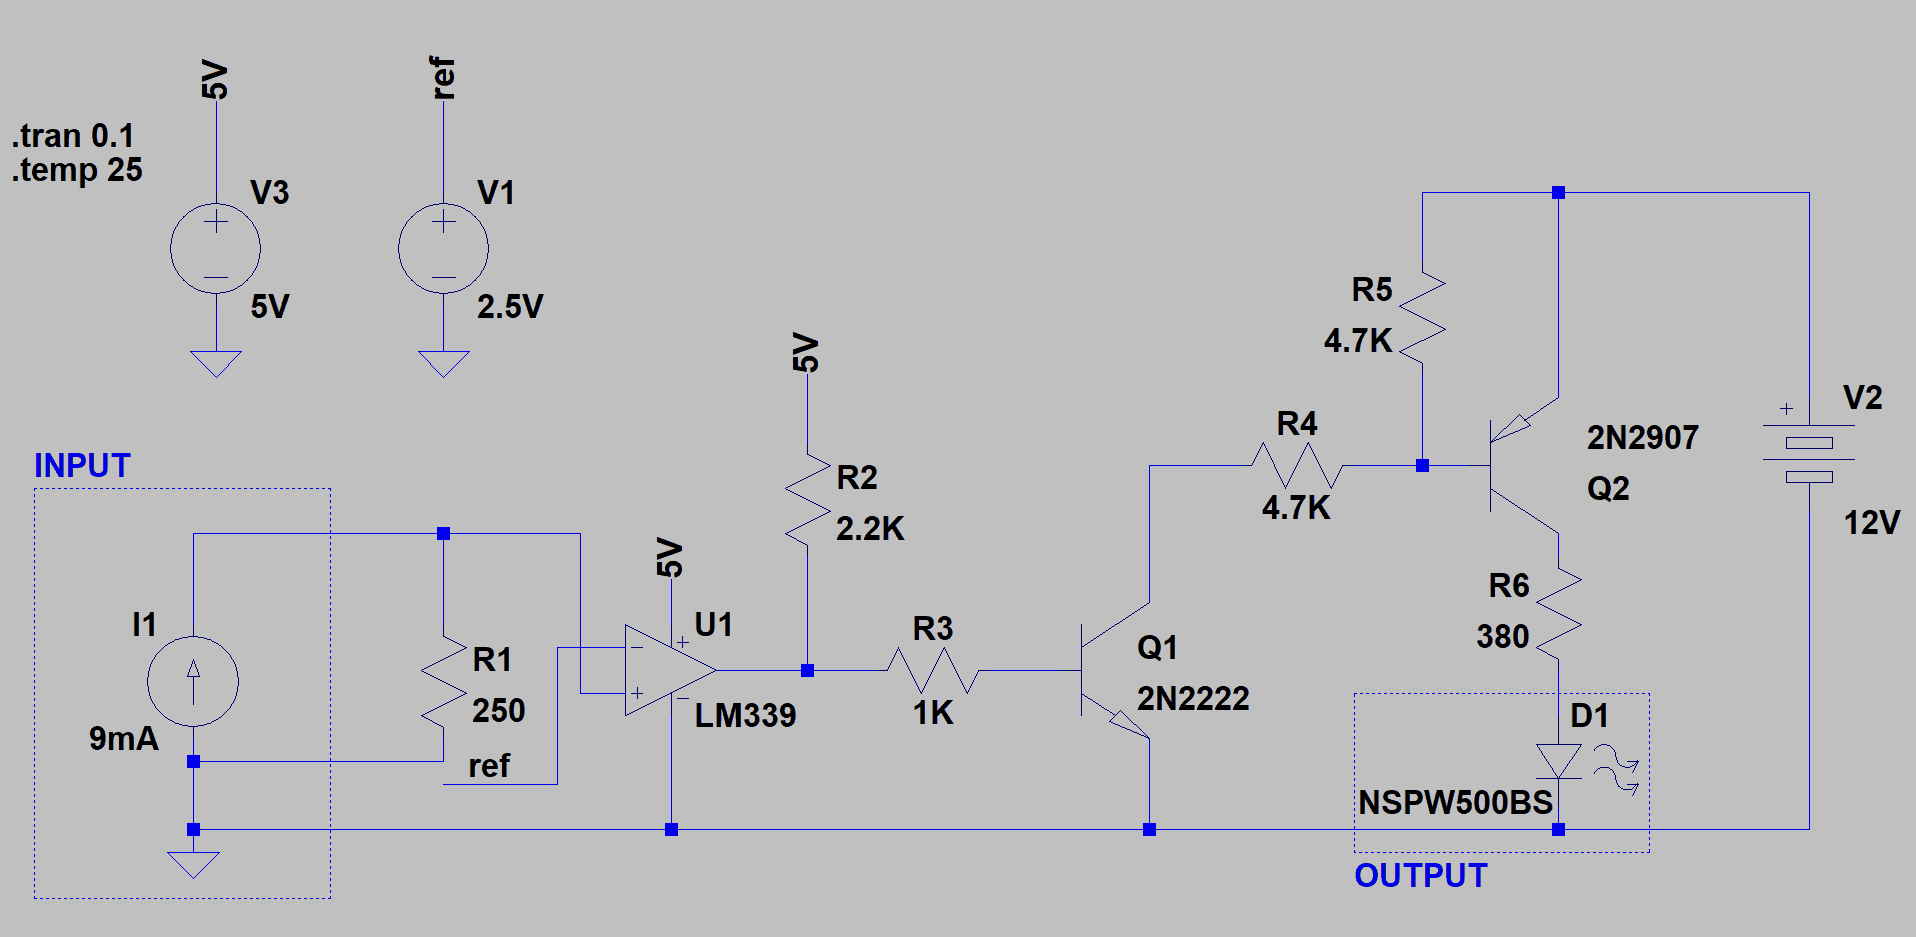 5V
ref
.tran 0.1
.temp 25
V3
5V
V1
2.5V
5V
R2
2.2K
R5
4.7K
R4
4.7K
2N2907
Q2
V2
12V
INPUT
I1
9mA
R1
250
ref
5V
U1
LM339
R3
1K
Q1
2N2222
R6
380
D1
NSPW500BS
OUTPUT